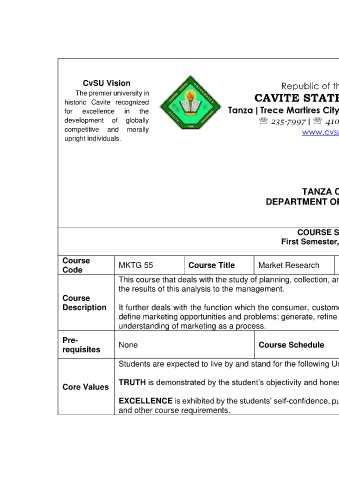 CvSU Vision
The premier university in
historic Cavite recognized
for excellence in the
development of globally
competitive and morally
upright individuals.
Republic of th
CAVITE STATE
Tanza | Trece Martires City
☏ 235-7997 | ☏ 410
www.cvsu
TANZA C
DEPARTMENT OF
COURSE S
First Semester,
Course
Code
MKTG 55
Course Title
Market Research
Course
Description
This course that deals with the study of planning, collection, an
the results of this analysis to the management.
It further deals with the function which the consumer, custome
define marketing opportunities and problems; generate, refine
understanding of marketing as a process.
Pre-
requisites
None
Course Schedule
Core Values
Students are expected to live by and stand for the following Un
TRUTH is demonstrated by the student's objectivity and hones
EXCELLENCE is exhibited by the students' self-confidence, pu
and other course requirements.